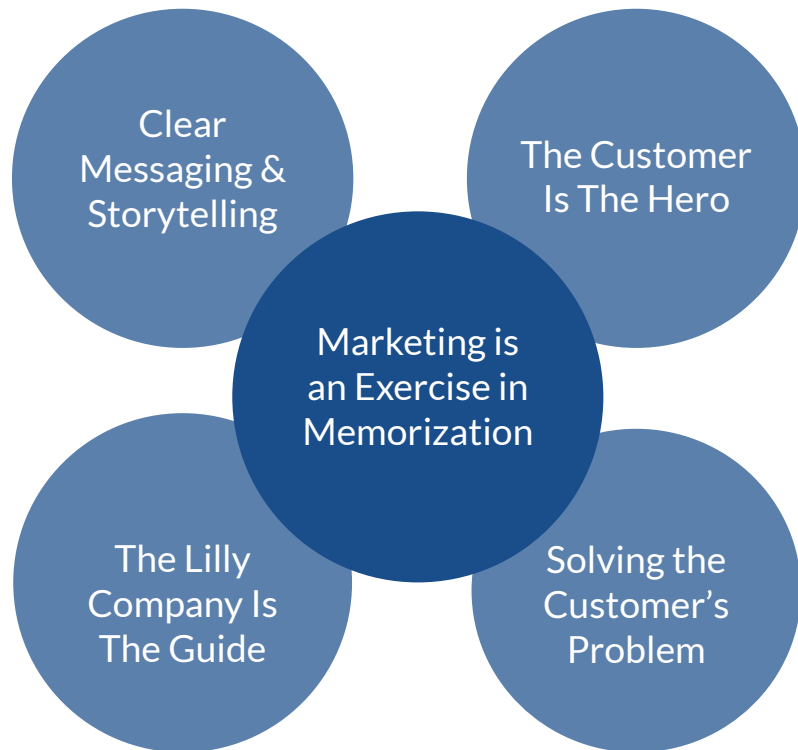 Clear
Messaging &
Storytelling
The Customer
Is The Hero
Marketing is
an Exercise in
Memorization
The Lilly
Company Is
The Guide
Solving the
Customer’s
Problem